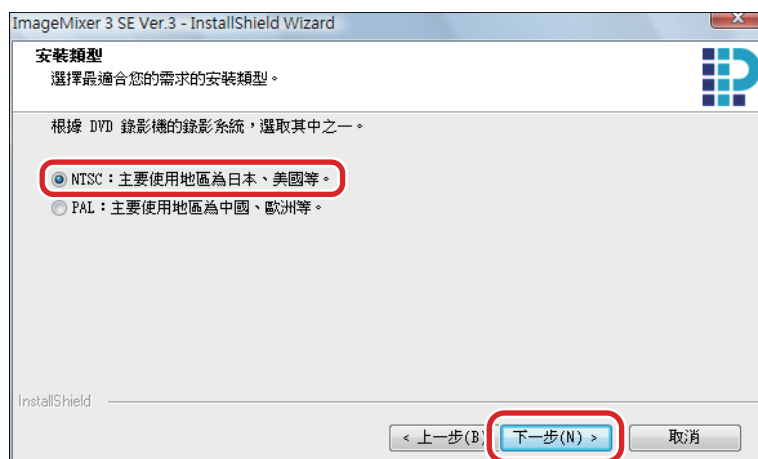 ImageMixer 3 SE Ver.3 - InstallShield Wizard
安裝類型
選擇最適合您的需求的安裝類型。
根據 DVD 錄影機的錄影系統，選取其中之一。
NTSC：主要使用地區為日本、美國等。
PAL：主要使用地區為中國、歐洲等。
InstallShield
< 上一步(B) 下一步(N) > 取消